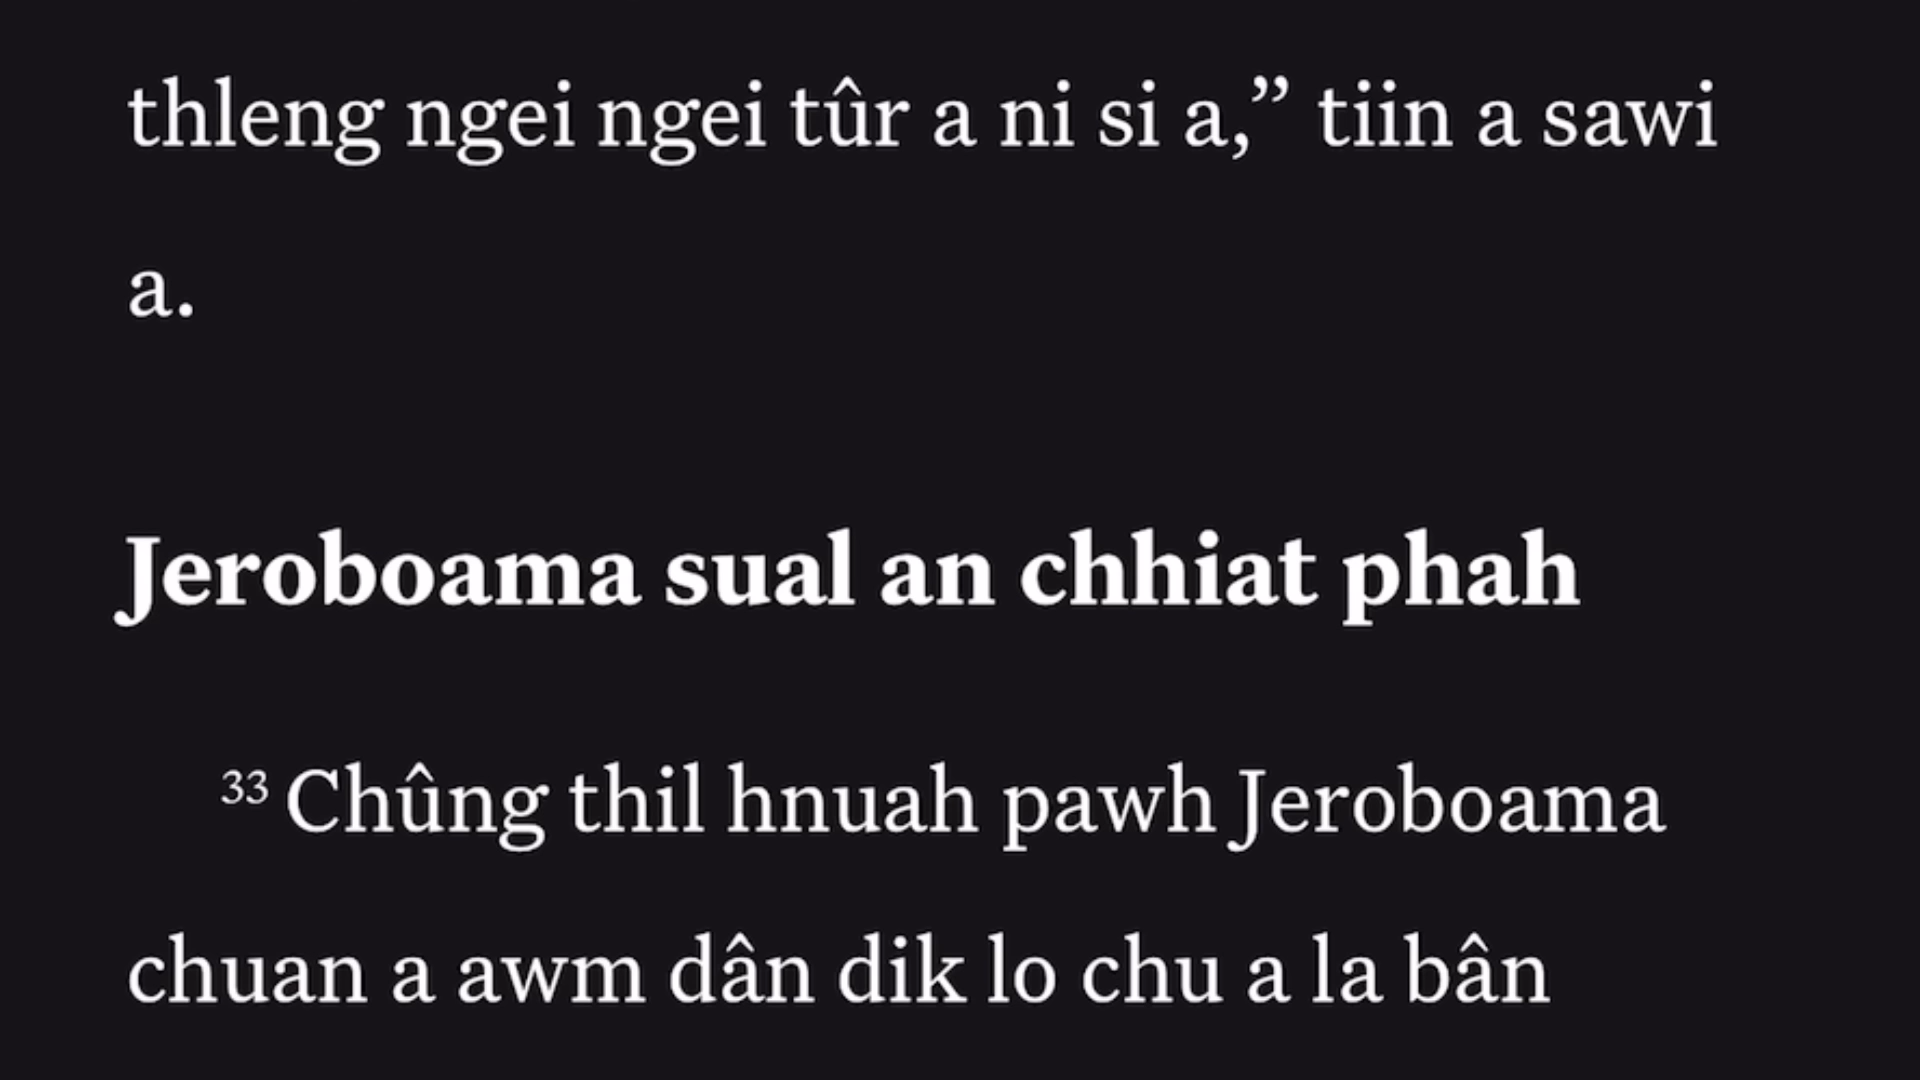 thleng ngei ngei tûr a ni si a,” tiin a sawi
a.
Jeroboama sual an chhiat phah
33 Chûng thil hnuah pawh Jeroboama
chuan a awm dân dik lo chu a la bân